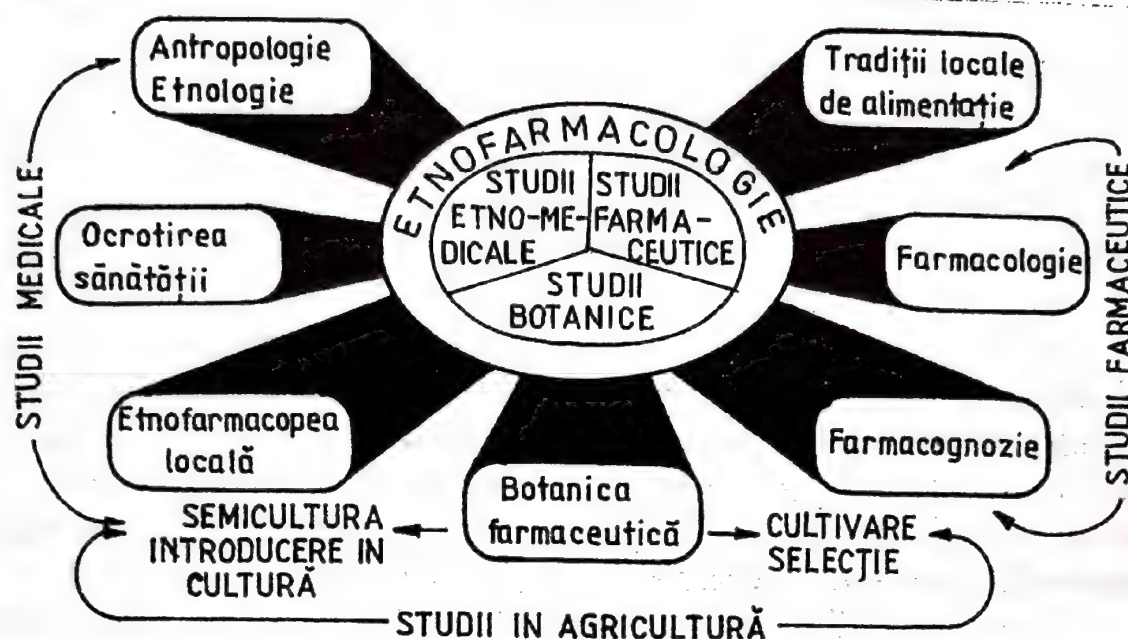 Antropologie
Etnologie
Tradiții locale
de alimentație
ETNOFARMACOLOGIE
STUDII
ETNO-ME-
DICALE
STUDII
FARMA-
CEUTICE
STUDII
BOTANICE
STUDII MEDICALE
Ocrotirea
sănătății
Farmacologie
STUDII FARMACEUTICE
Etnofarmacopea
locală
Botanica
farmaceutică
Farmacognozie
SEMICULTURA
INTRODUCERE IN
CULTURĂ
CULTIVARE
SELECȚIE
STUDII IN AGRICULTURĂ